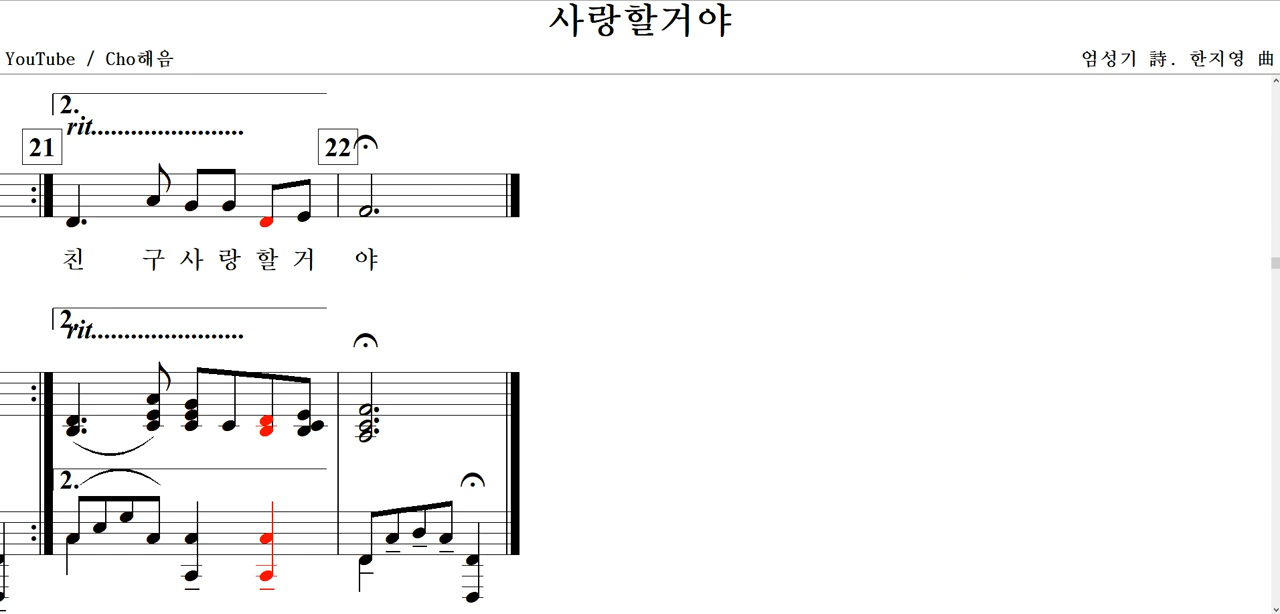 사랑할거야
YouTube / Cho해음
엄성기 詩. 한지영 曲
2.
rit.......................
21
22
친 구 사 랑 할 거 야
2.
rit.......................
2.